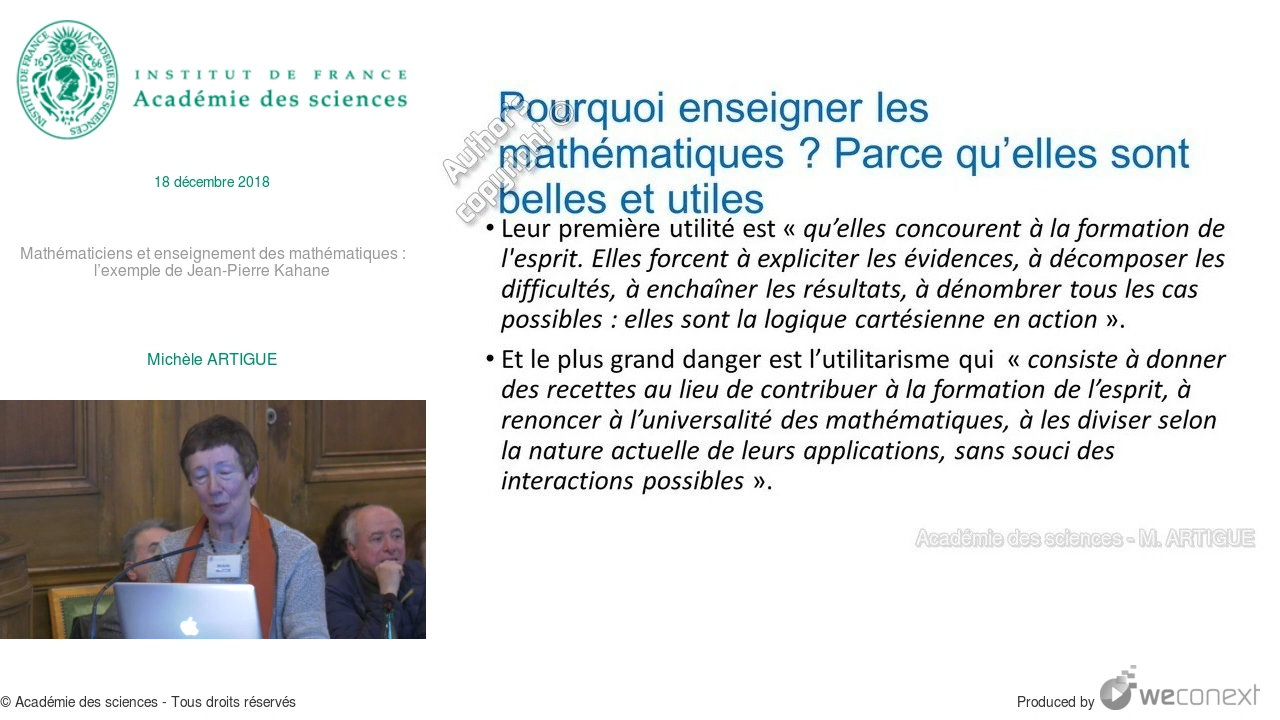 INSTITUT DE FRANCE
Académie des sciences
18 décembre 2018
Mathématiciens et enseignement des mathématiques :
l’exemple de Jean-Pierre Kahane
Michèle ARTIGUE
Author's
copyright ©
Pourquoi enseigner les
mathématiques ? Parce qu’elles sont
belles et utiles
• Leur première utilité est « qu’elles concourent à la formation de
l'esprit. Elles forcent à expliciter les évidences, à décomposer les
difficultés, à enchaîner les résultats, à dénombrer tous les cas
possibles : elles sont la logique cartésienne en action ».
• Et le plus grand danger est l’utilitarisme qui « consiste à donner
des recettes au lieu de contribuer à la formation de l’esprit, à
renoncer à l’universalité des mathématiques, à les diviser selon
la nature actuelle de leurs applications, sans souci des
interactions possibles ».
Académie des sciences - M. ARTIGUE
© Académie des sciences - Tous droits réservés
Produced by weconext